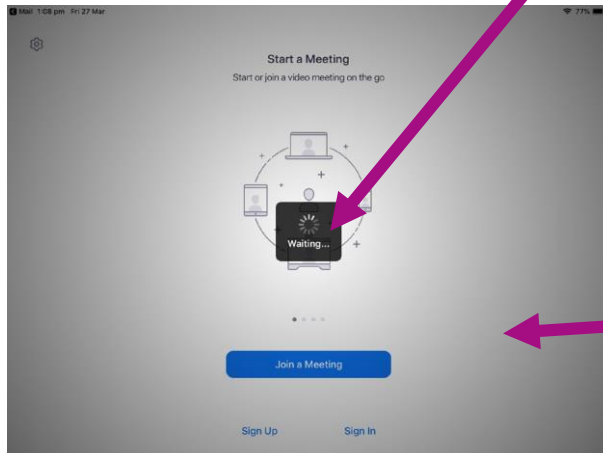 Mail 1:08 pm Fri 27 Mar 77%
Start a Meeting
Start or join a video meeting on the go
Waiting...
Join a Meeting
Sign Up Sign In